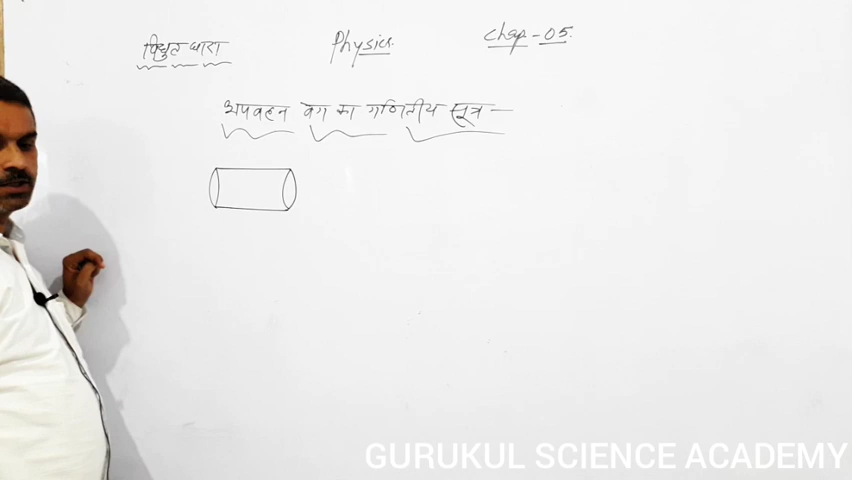 विधुत धारा Physics. Chap - 05.
अपवहन वेग का गणितीय सूत्र —
GURUKUL SCIENCE ACADEMY